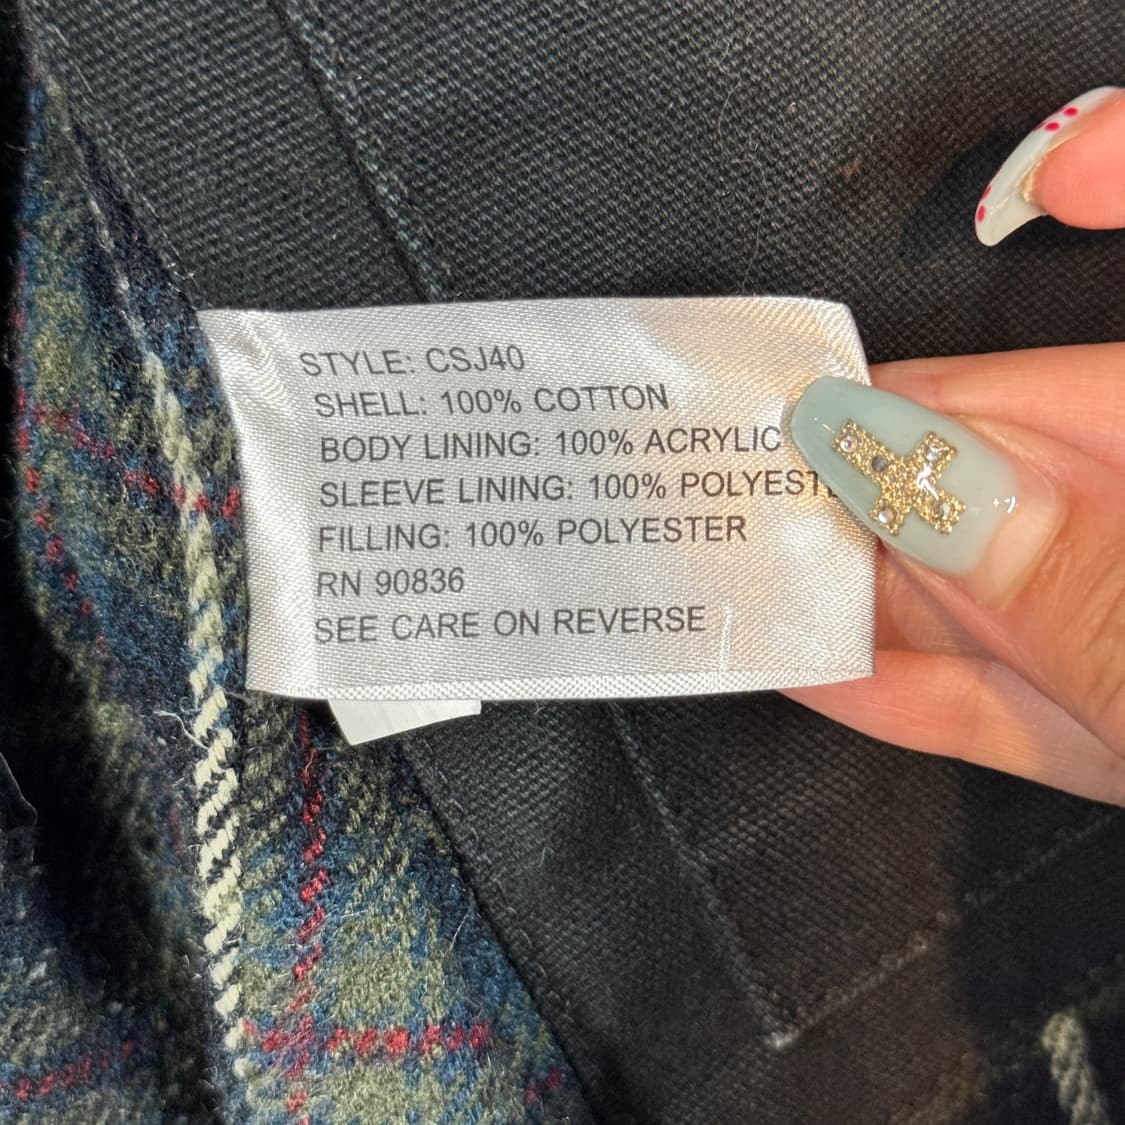 STYLE: CSJ40
SHELL: 100% COTTON
BODY LINING: 100% ACRYLIC
SLEEVE LINING: 100%
FILLING: 100% POLYESTER
RN 90836
SEE CARE ON REVERSE